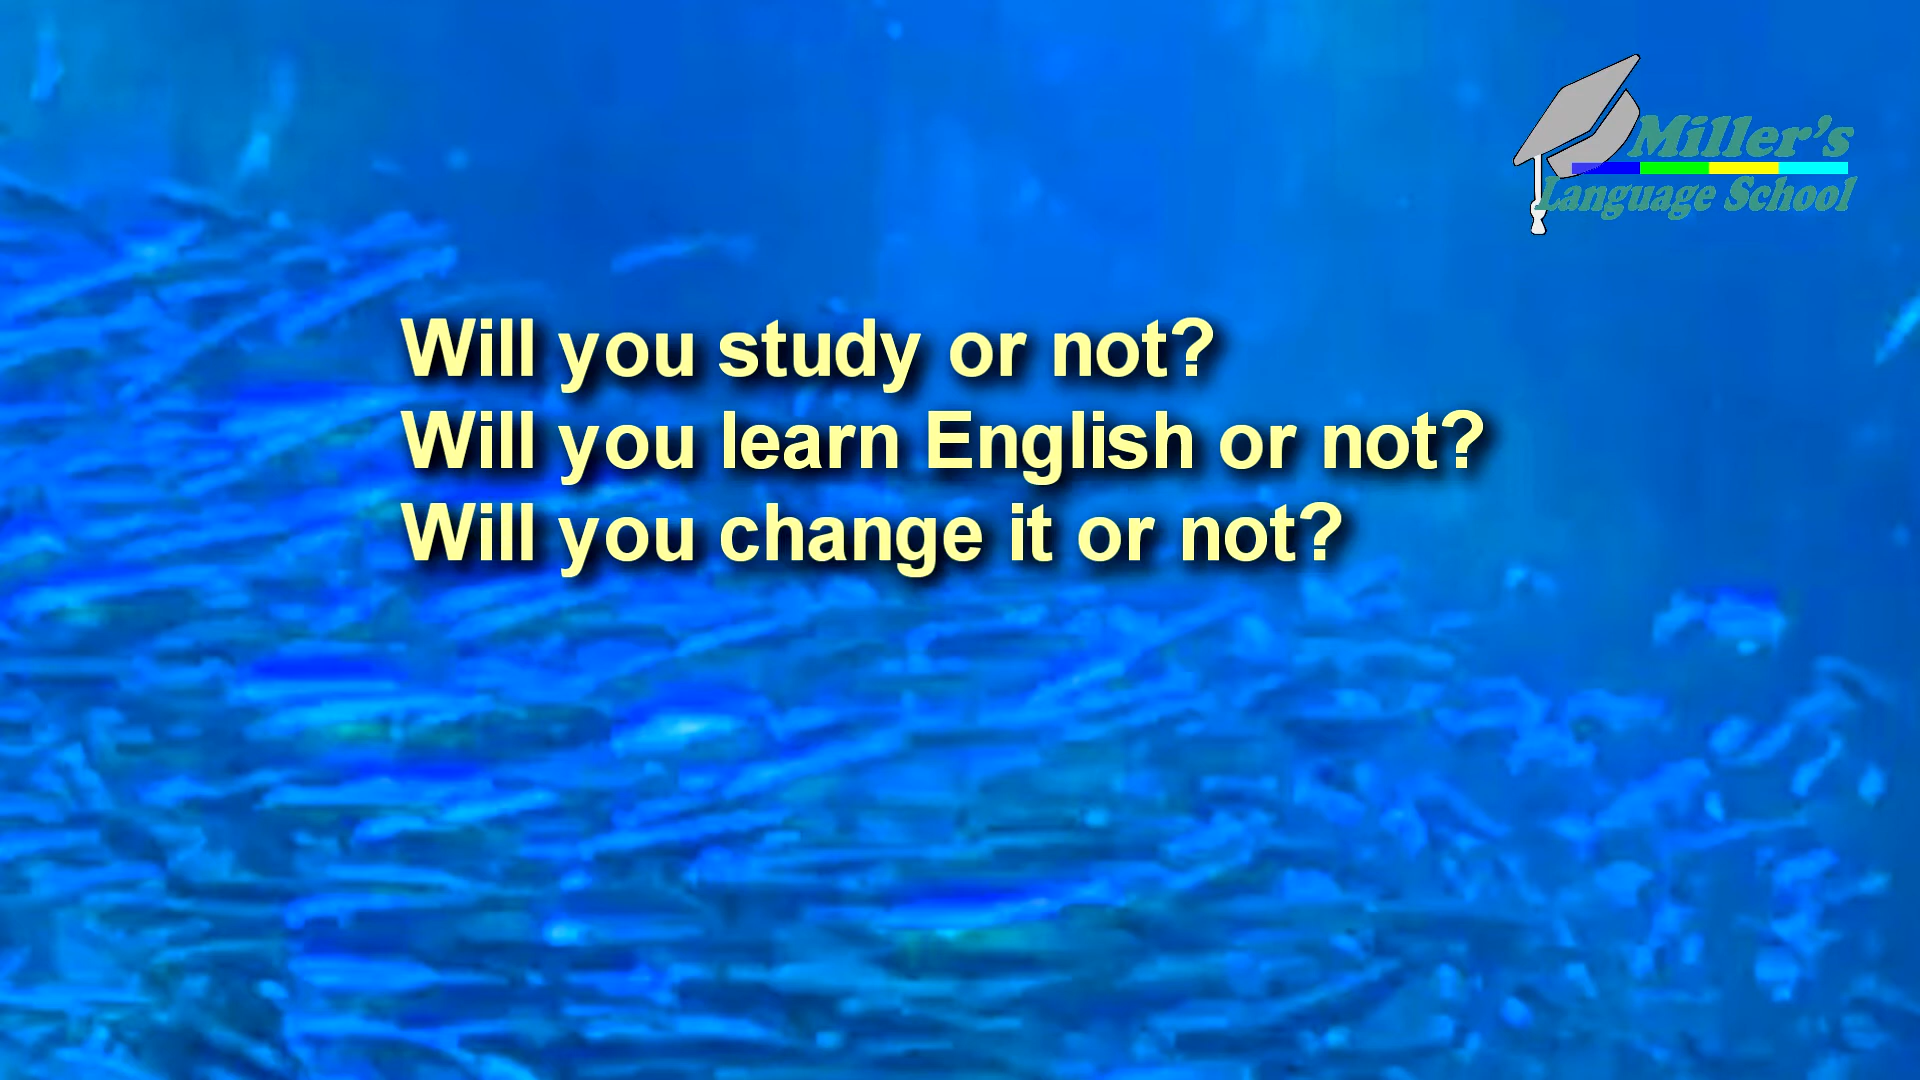 Miller's
Language School
Will you study or not?
Will you learn English or not?
Will you change it or not?